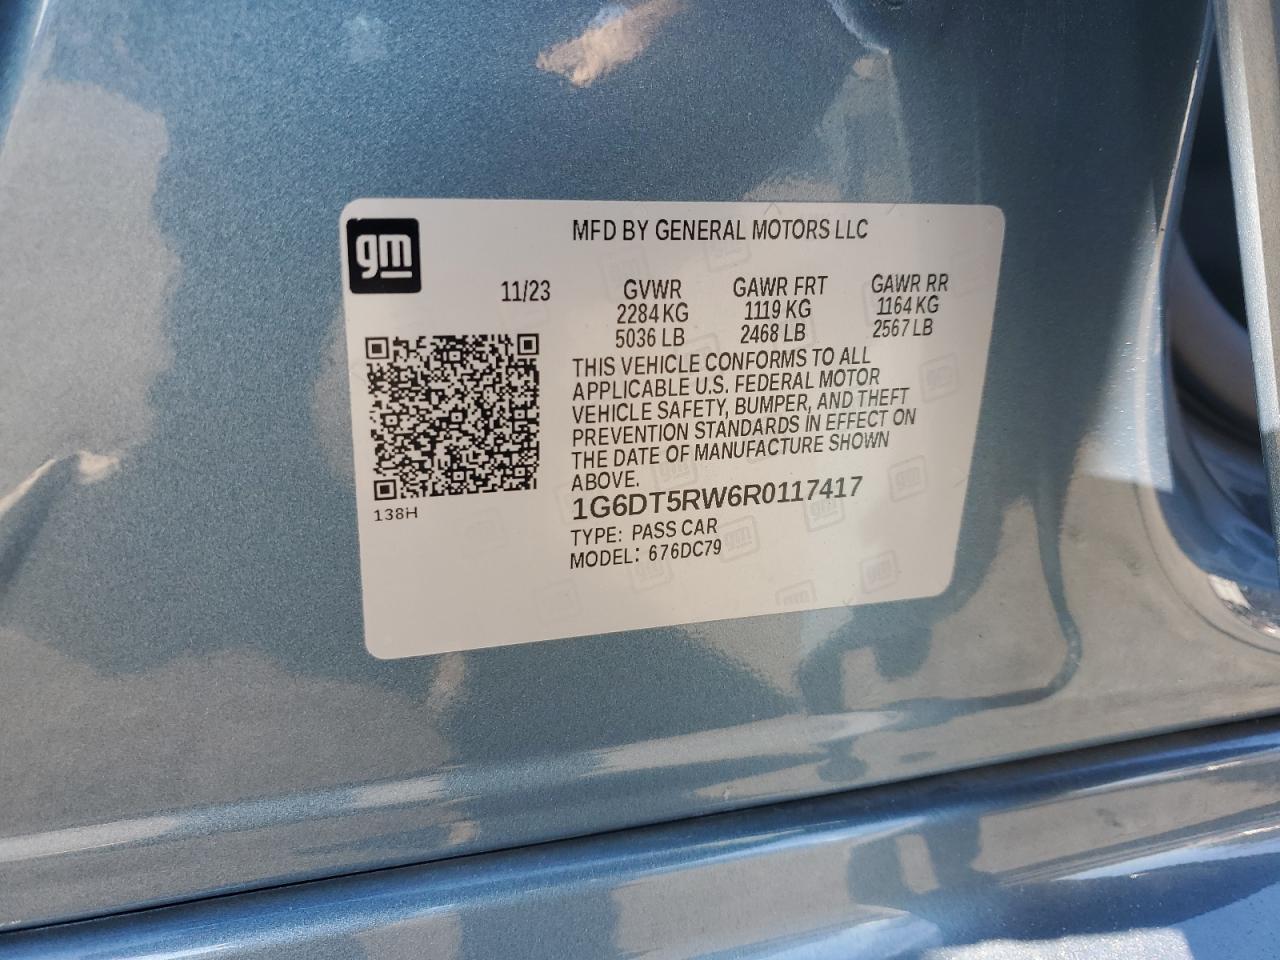 gm
MFD BY GENERAL MOTORS LLC
11/23 GVWR GAWR FRT GAWR RR
2284 KG 1119 KG 1164 KG
5036 LB 2468 LB 2567 LB
THIS VEHICLE CONFORMS TO ALL
APPLICABLE U.S. FEDERAL MOTOR
VEHICLE SAFETY, BUMPER, AND THEFT
PREVENTION STANDARDS IN EFFECT ON
THE DATE OF MANUFACTURE SHOWN
ABOVE.
1G6DT5RW6R0117417
138H
TYPE: PASS CAR
MODEL: 676DC79